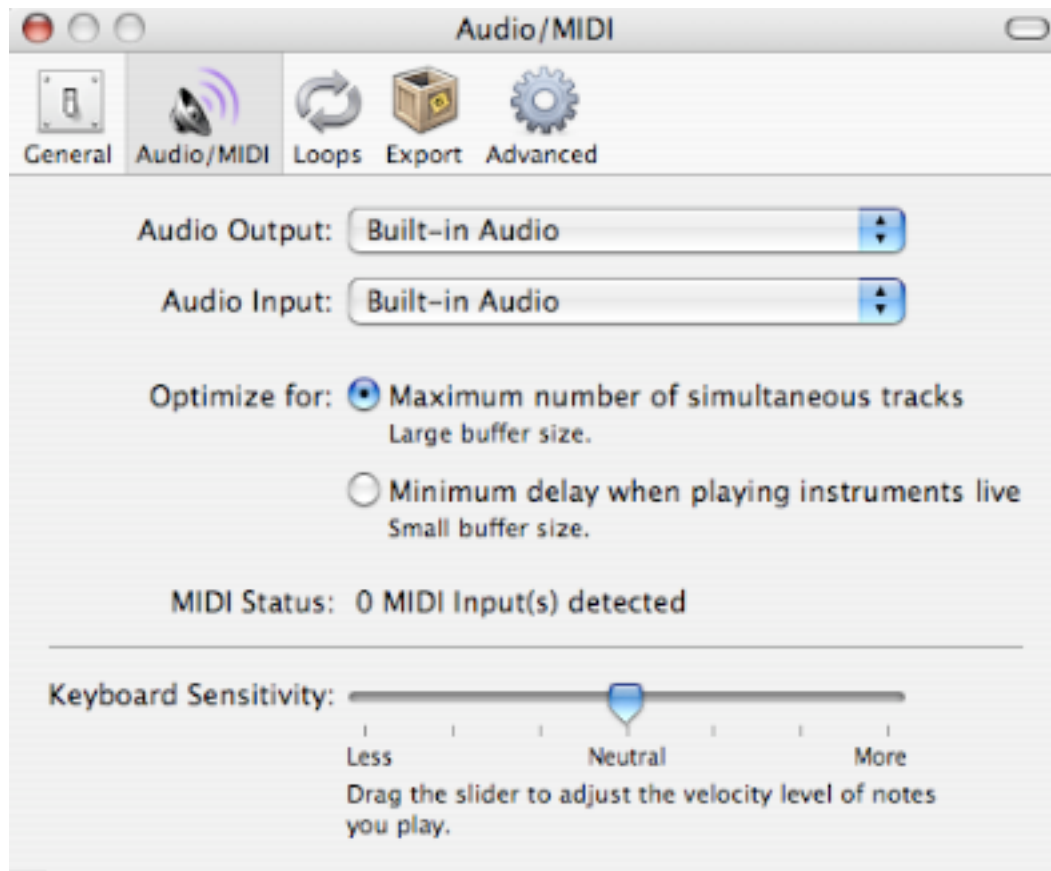 Audio/MIDI
General Audio/MIDI Loops Export Advanced
Audio Output: Built-in Audio
Audio Input: Built-in Audio
Optimize for: Maximum number of simultaneous tracks
Large buffer size.
Minimum delay when playing instruments live
Small buffer size.
MIDI Status: 0 MIDI Input(s) detected
Keyboard Sensitivity:
Less Neutral More
Drag the slider to adjust the velocity level of notes
you play.